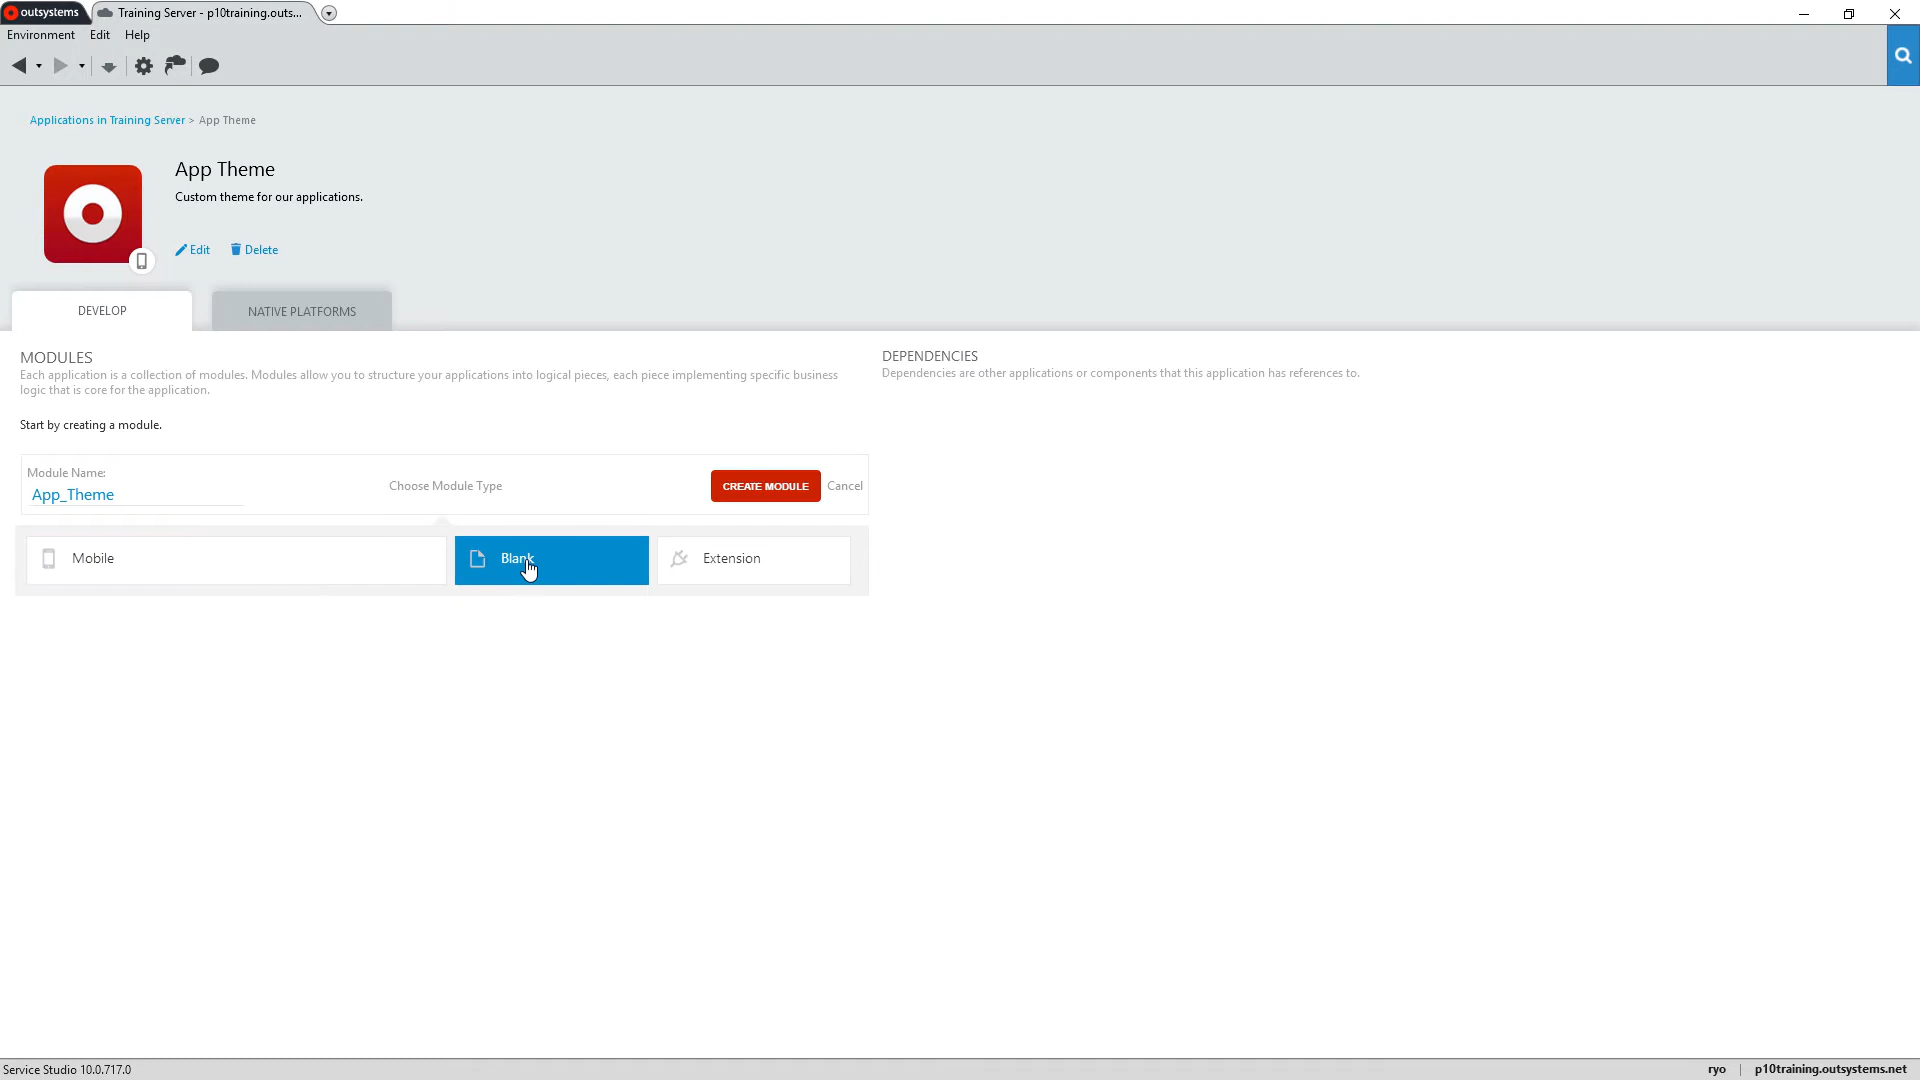 outsystems
Training Server - p10training.outs...
Environment Edit Help
Applications in Training Server > App Theme
App Theme
Custom theme for our applications.
Edit Delete
DEVELOP
NATIVE PLATFORMS
MODULES
Each application is a collection of modules. Modules allow you to structure your applications into logical pieces, each piece implementing specific business
logic that is core for the application.
DEPENDENCIES
Dependencies are other applications or components that this application has references to.
Start by creating a module.
Module Name:
App_Theme
Choose Module Type
CREATE MODULE
Cancel
Mobile
Blank
Extension
Service Studio 10.0.717.0
ryo
p10training.outsystems.net